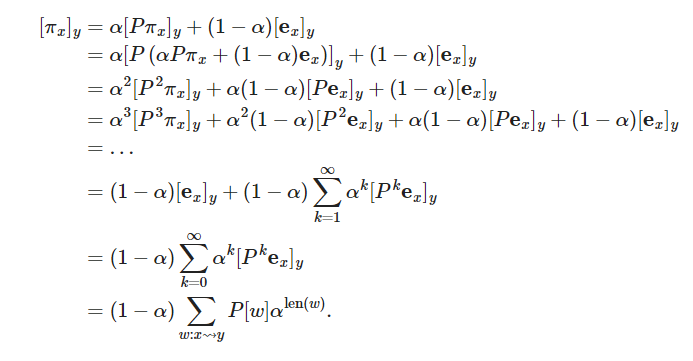 [π_x]_y = α[Pπ_x]_y + (1 − α)[𝐞_x]_y
= α[P(αPπ_x + (1 − α)𝐞_x)]_y + (1 − α)[𝐞_x]_y
= α²[P²π_x]_y + α(1 − α)[P𝐞_x]_y + (1 − α)[𝐞_x]_y
= α³[P³π_x]_y + α²(1 − α)[P²𝐞_x]_y + α(1 − α)[P𝐞_x]_y + (1 − α)[𝐞_x]_y
= …
= (1 − α)[𝐞_x]_y + (1 − α) ∑_{k=1}^{∞} α^k[P^k𝐞_x]_y
= (1 − α) ∑_{k=0}^{∞} α^k[P^k𝐞_x]_y
= (1 − α) ∑_{w:x⇝y} P[w]α^{len(w)}.